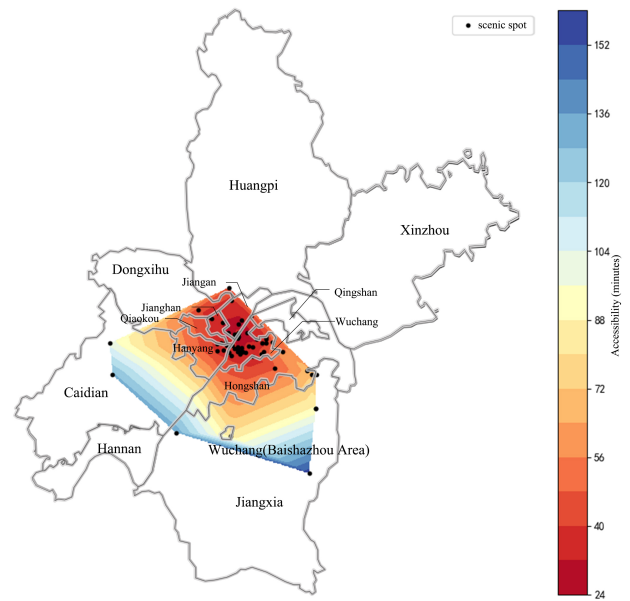 scenic spot
152
136
120
104
88
72
56
40
24
Accessibility (minutes)
Huangpi
Xinzhou
Dongxihu
Jiangan
Qingshan
Jianghan
Qiaokou
Wuchang
Hanyang
Hongshan
Caidian
Hannan
Wuchang(Baishazhou Area)
Jiangxia